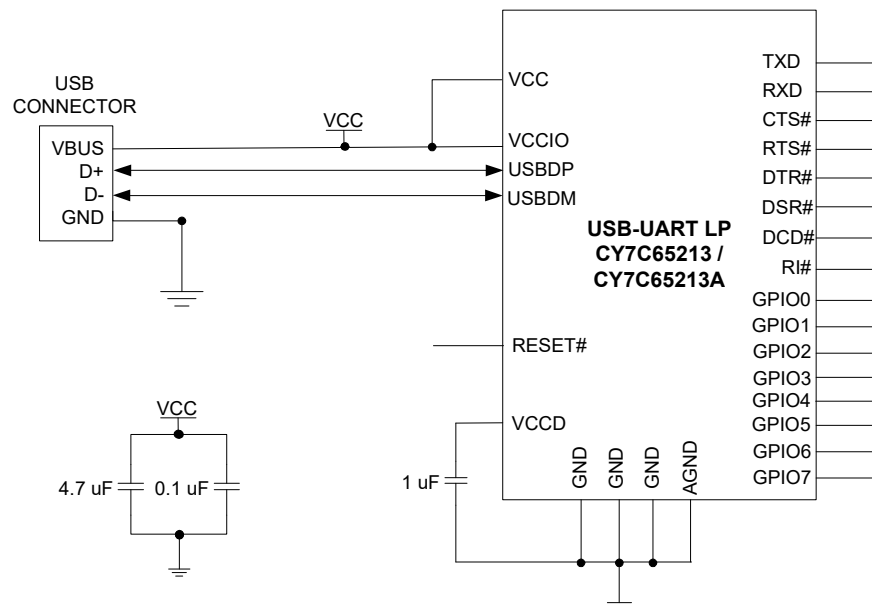 USB
CONNECTOR
VBUS
D+
D-
GND
VCC
VCC
VCCIO
USBDP
USBDM
USB-UART LP
CY7C65213 /
CY7C65213A
RESET#
VCCD
1 uF
GND
GND
GND
AGND
TXD
RXD
CTS#
RTS#
DTR#
DSR#
DCD#
RI#
GPIO0
GPIO1
GPIO2
GPIO3
GPIO4
GPIO5
GPIO6
GPIO7
VCC
4.7 uF 0.1 uF